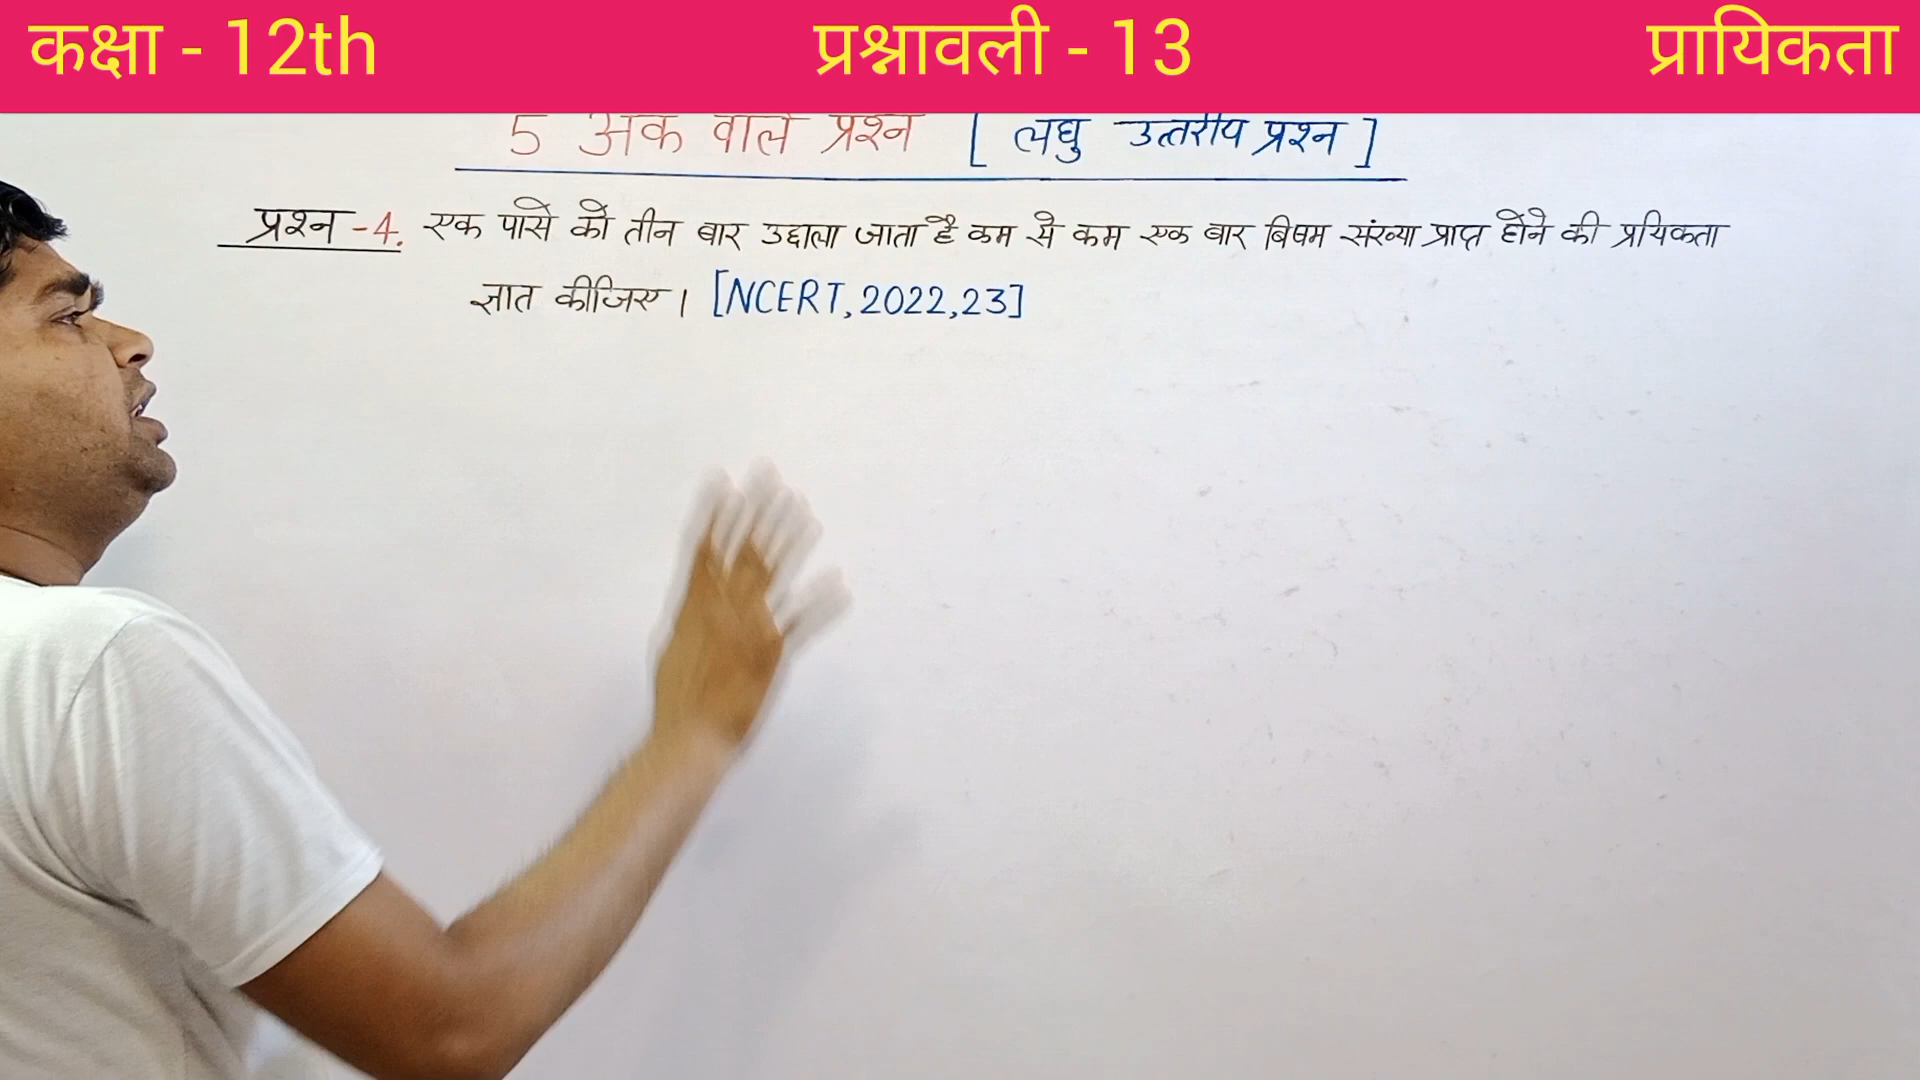 कक्षा - 12th प्रश्नावली - 13 प्रायिकता
5 अंक वाले प्रश्न [ लघु उत्तरीय प्रश्न ]
प्रश्न -4. एक पासे को तीन बार उछाला जाता है कम से कम एक बार बिषम संख्या प्राप्त होने की प्रयिकता
ज्ञात कीजिए। [NCERT, 2022,23]